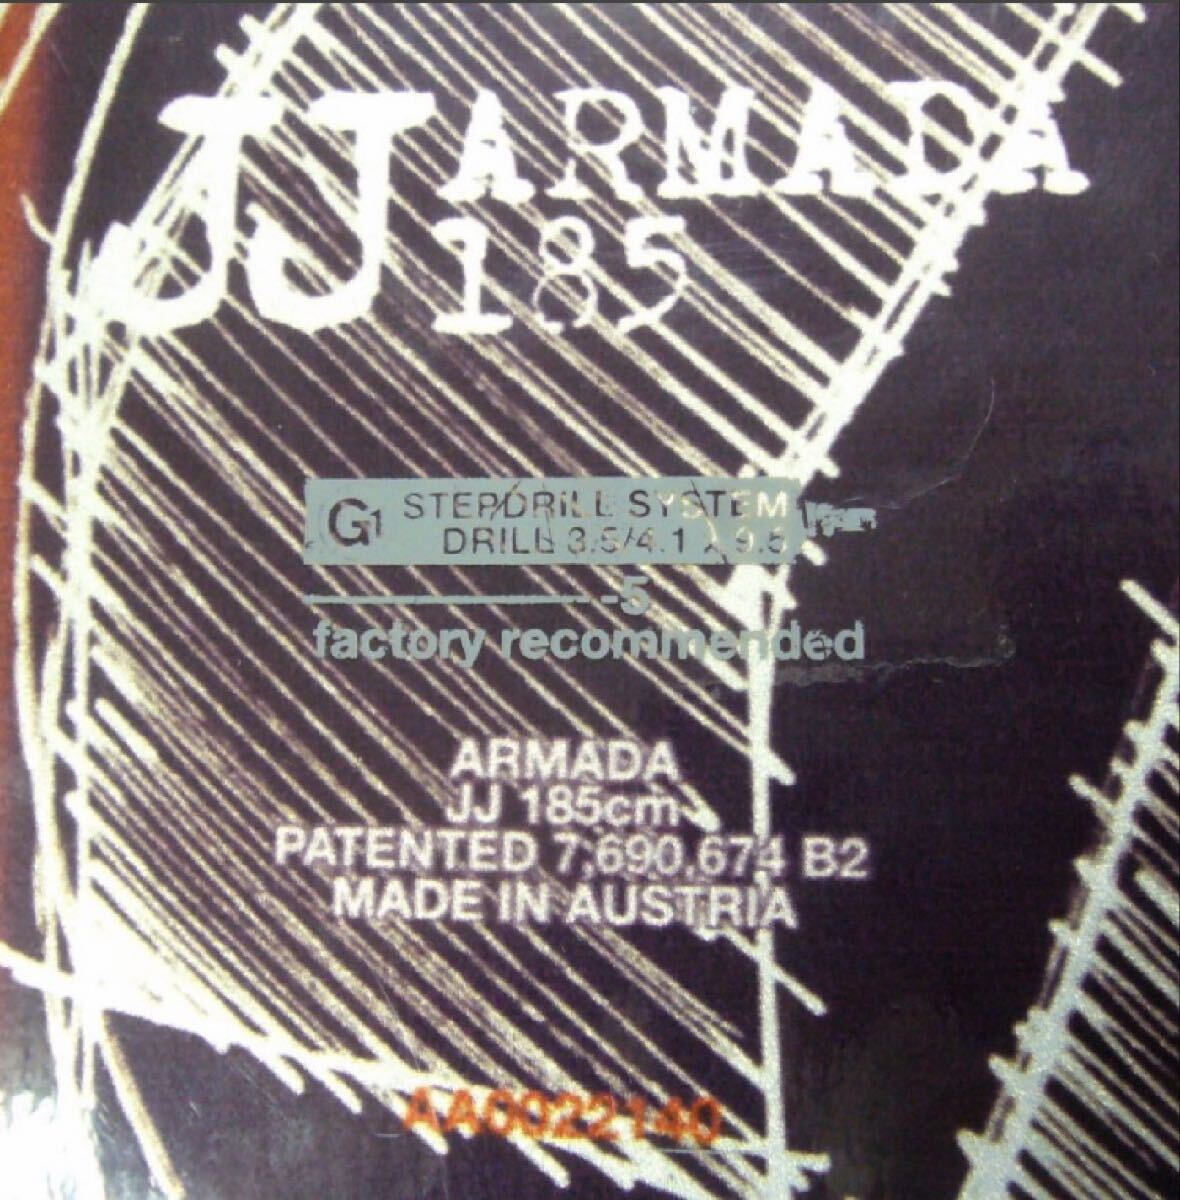 JJ ARMADA
185
G1 STEPDRILL SYSTEM
DRILL 3.5/4.1 x 9.5
-5
factory recommended
ARMADA
JJ 185cm
PATENTED 7,690,674 B2
MADE IN AUSTRIA
AA0022140